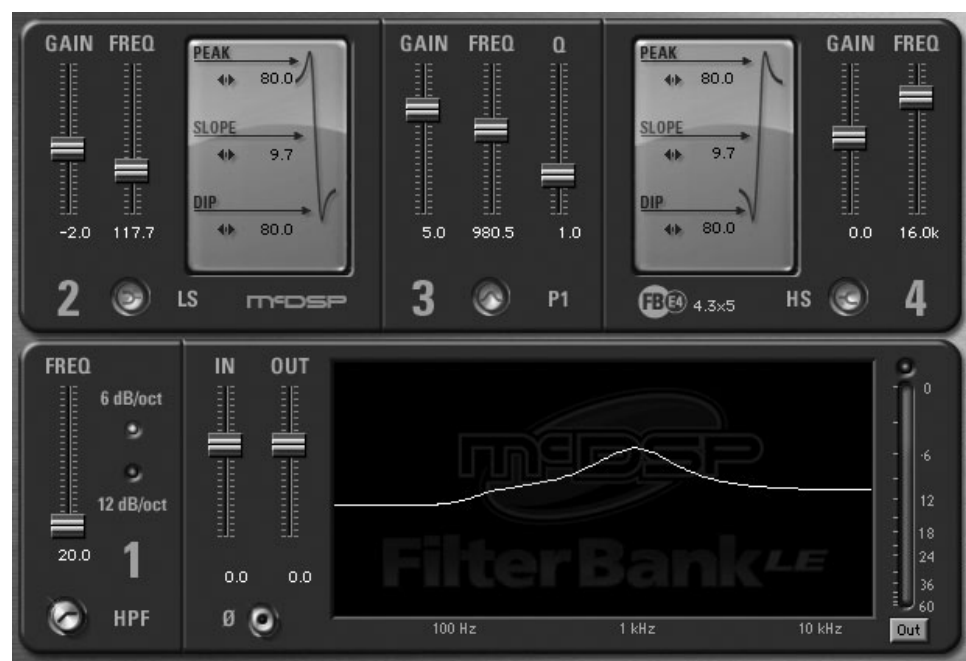 GAIN FREQ
PEAK
80.0
SLOPE
9.7
DIP
80.0
-2.0 117.7
2 LS McDSP
GAIN FREQ Q
5.0 980.5 1.0
3 P1
PEAK
80.0
SLOPE
9.7
DIP
80.0
GAIN FREQ
0.0 16.0k
FB E4 4.3x5 HS 4
FREQ
6 dB/oct
12 dB/oct
20.0
1
HPF
IN OUT
0.0 0.0
Ø
McDSP
FilterBank LE
100 Hz 1 kHz 10 kHz
0
-6
12
18
24
36
60
Out